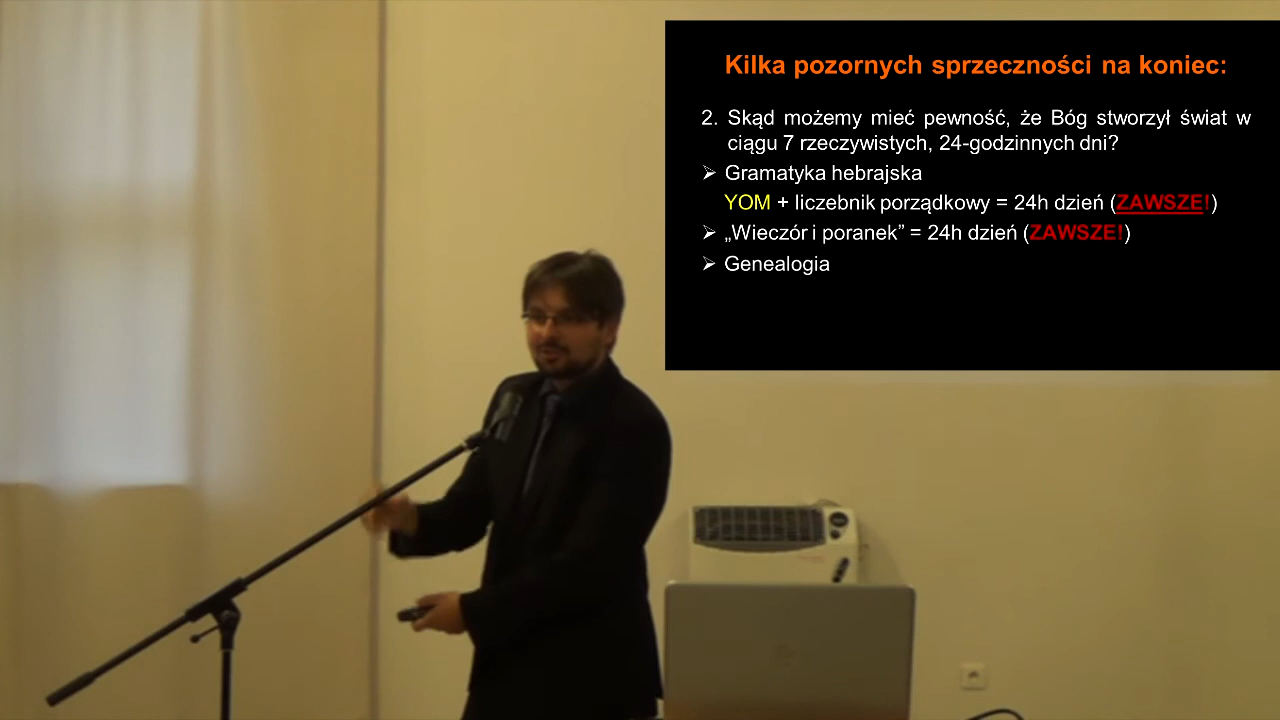 Kilka pozornych sprzeczności na koniec:
2. Skąd możemy mieć pewność, że Bóg stworzył świat w
ciągu 7 rzeczywistych, 24-godzinnych dni?
➢ Gramatyka hebrajska
YOM + liczebnik porządkowy = 24h dzień (ZAWSZE!)
➢ „Wieczór i poranek” = 24h dzień (ZAWSZE!)
➢ Genealogia